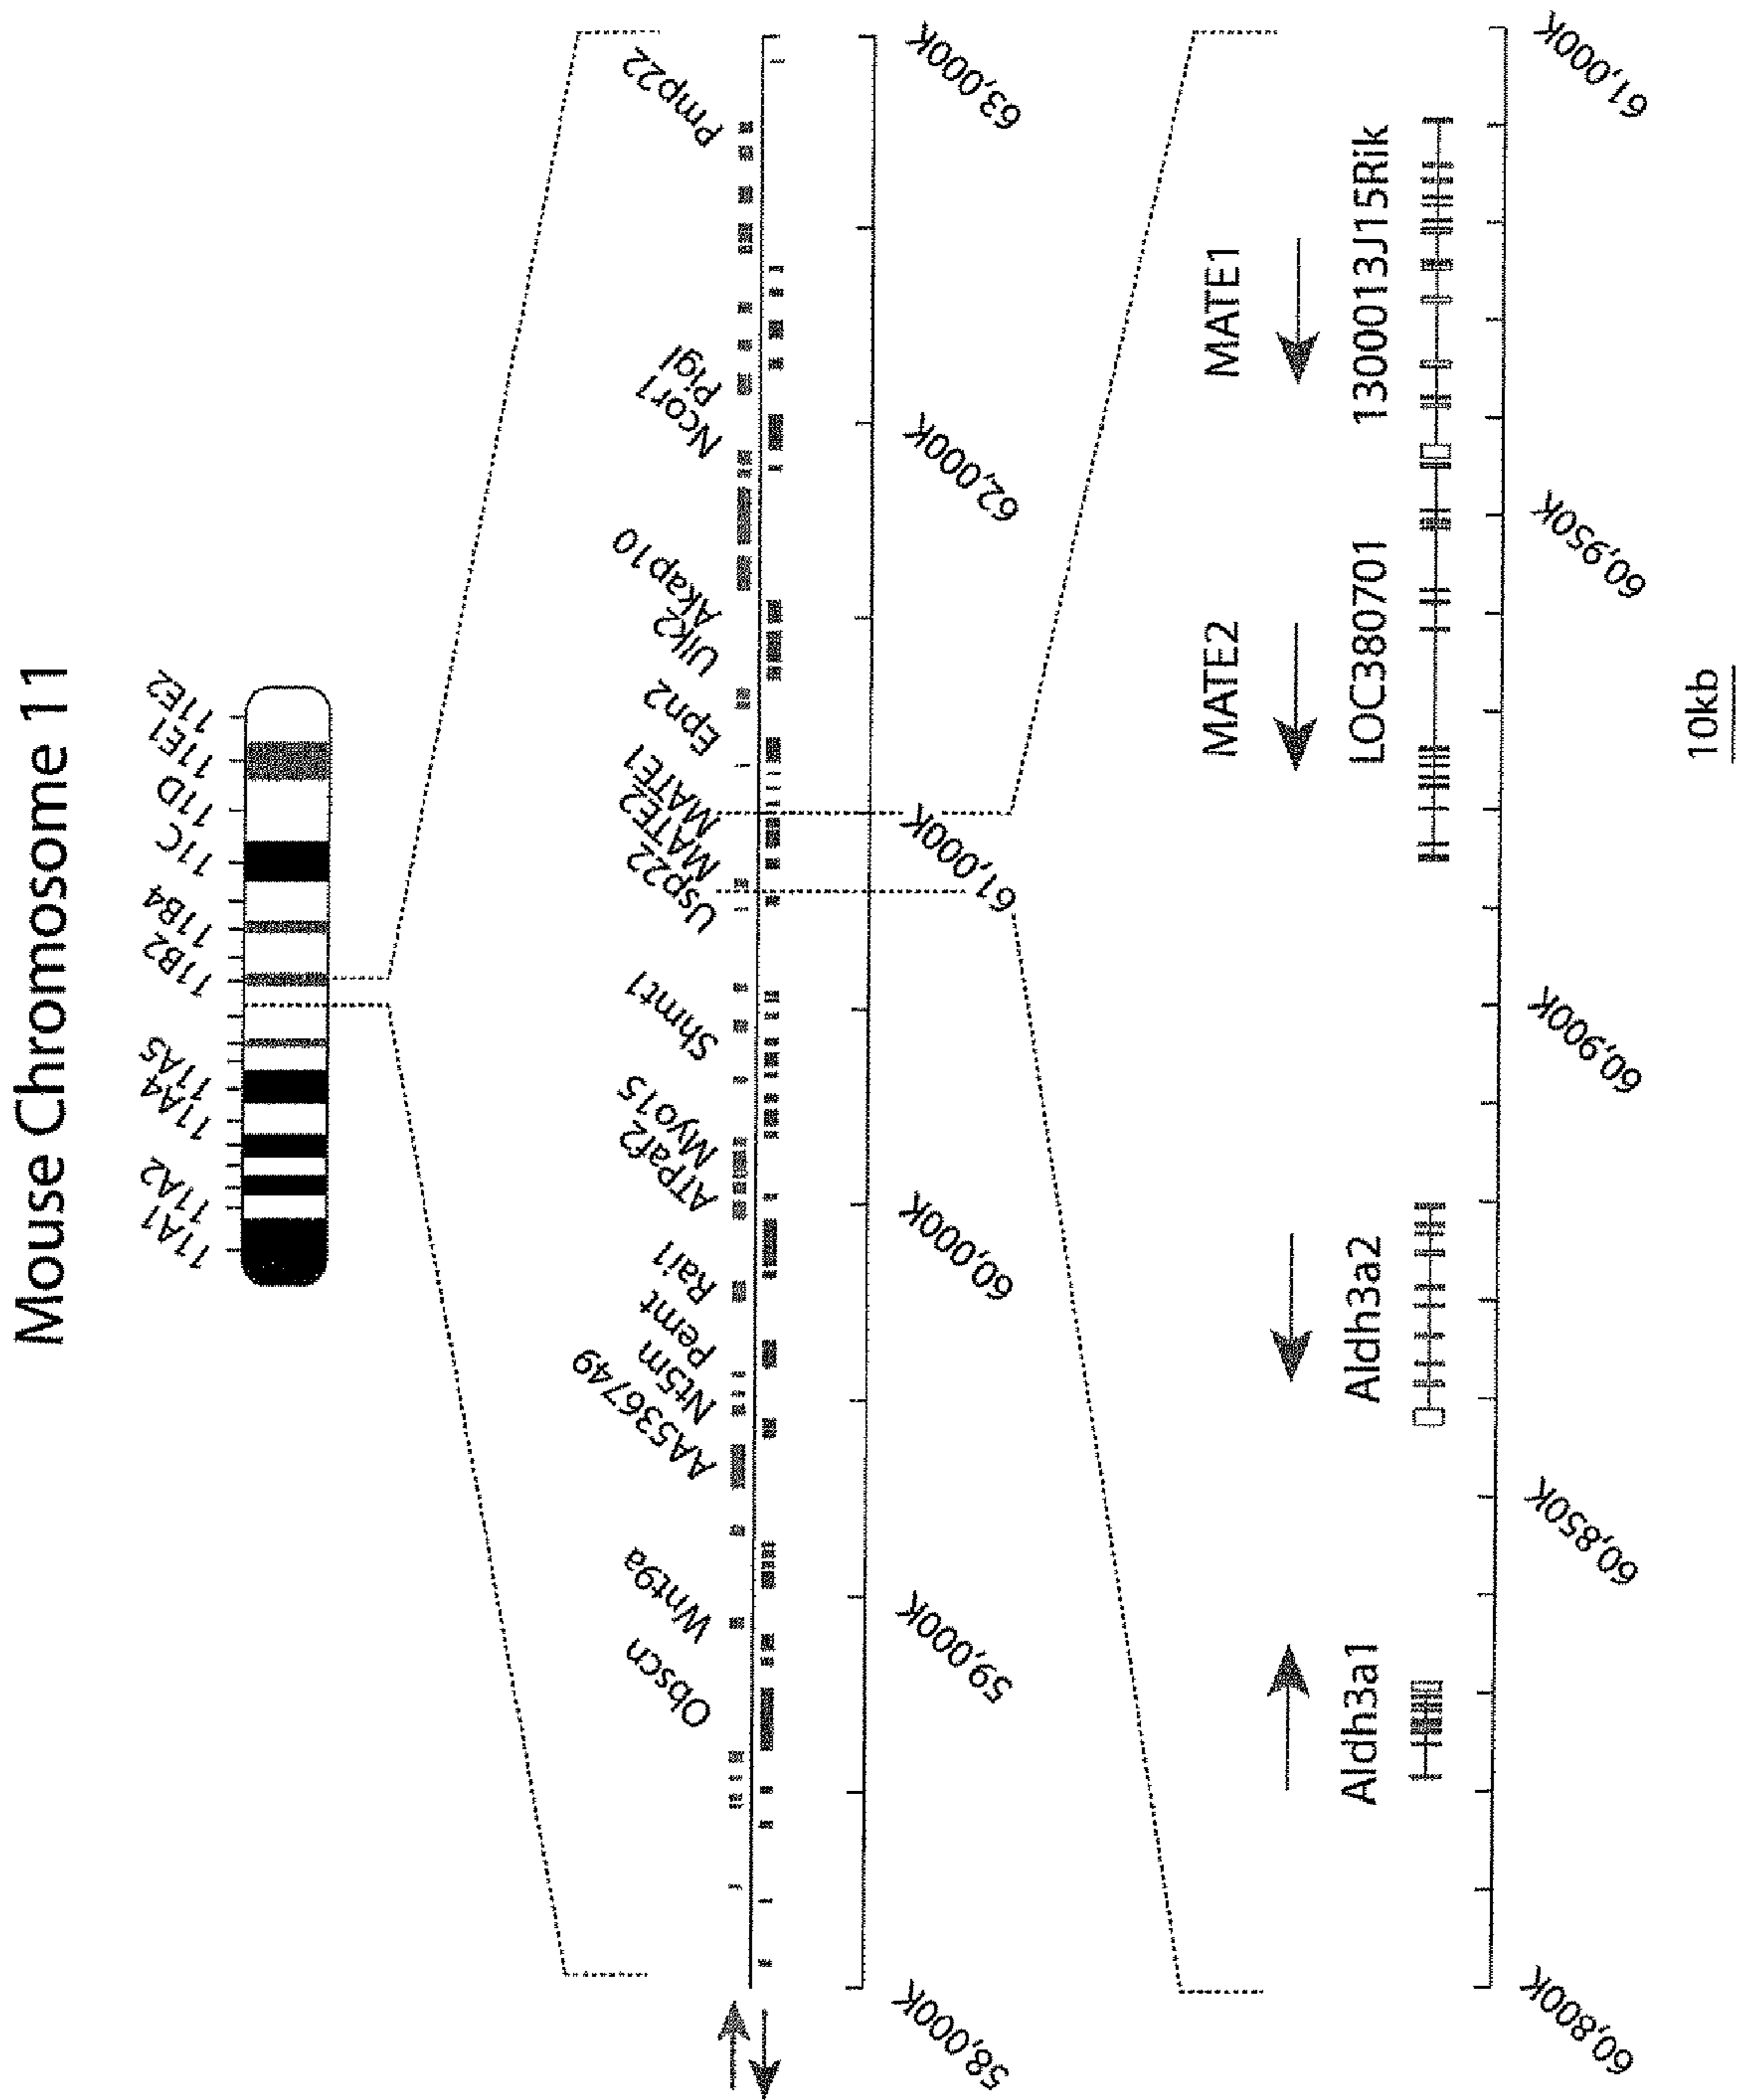 Mouse Chromosome 11
11A1
11A2
11A4
11A5
11B2
11B4
11C
11D
11E1
11E2
Obscn
Wnt9a
AA536749
Nt5m
Pemt
Rai1
ATPaf2
Myo15
Shmt1
Usp22
MATE2
MATE1
Epn2
Ulk2
Akap10
Ncor1
Pigl
Pmp22
58,000K
59,000K
60,000K
61,000K
62,000K
63,000K
MATE2
MATE1
Aldh3a1
Aldh3a2
LOC380701
1300013J15Rik
60,800K
60,850K
60,900K
60,950K
61,000K
10kb